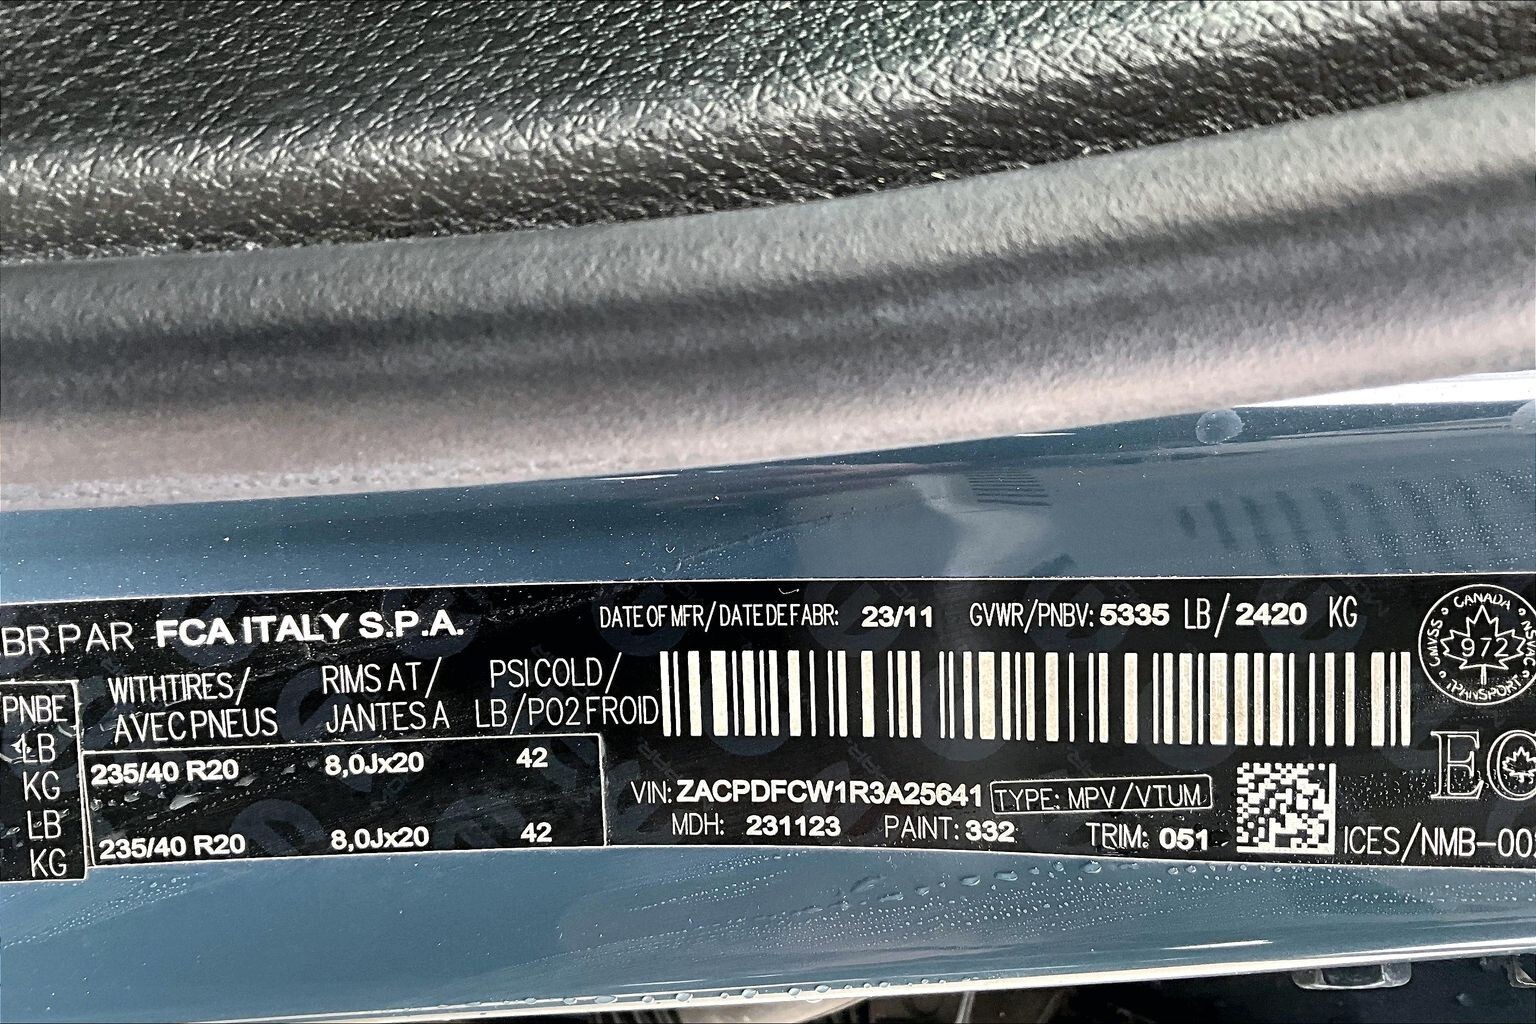 BR PAR FCA ITALY S.P.A.
DATE OF MFR/DATE DE FABR: 23/11 GVWR/PNBV: 5335 LB/2420 KG
PNBE WITH TIRES/ RIMS AT/ PSI COLD/
AVEC PNEUS JANTES A LB/PO2 FROID
LB
KG 235/40 R20 8,0Jx20 42
LB
KG 235/40 R20 8,0Jx20 42
VIN: ZACPDFCW1R3A25641 TYPE: MPV/VTUM
MDH: 231123 PAINT: 332 TRIM: 051
CANADA
CMVSS 972 NSVAC
TRANSPORT
ICES/NMB-00